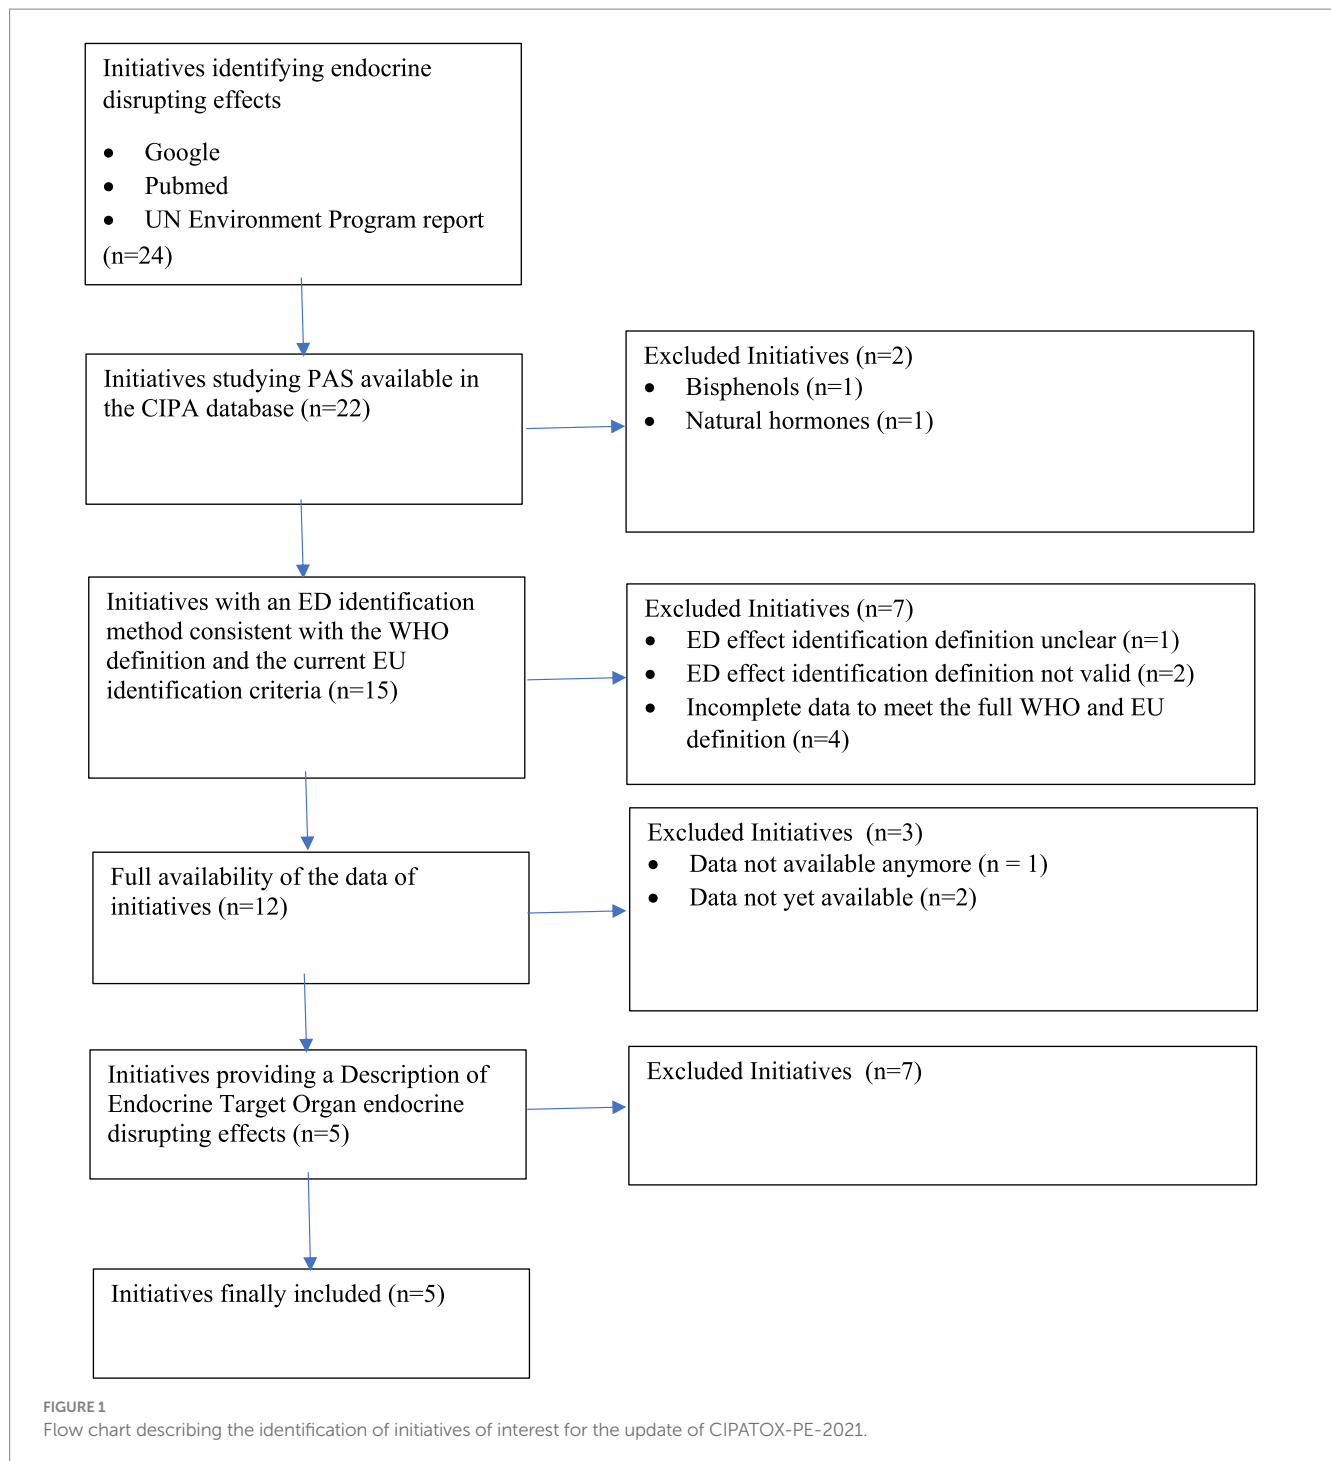 Initiatives identifying endocrine
disrupting effects
• Google
• Pubmed
• UN Environment Program report
(n=24)
Initiatives studying PAS available in
the CIPA database (n=22)
Excluded Initiatives (n=2)
• Bisphenols (n=1)
• Natural hormones (n=1)
Initiatives with an ED identification
method consistent with the WHO
definition and the current EU
identification criteria (n=15)
Excluded Initiatives (n=7)
• ED effect identification definition unclear (n=1)
• ED effect identification definition not valid (n=2)
• Incomplete data to meet the full WHO and EU
definition (n=4)
Full availability of the data of
initiatives (n=12)
Excluded Initiatives (n=3)
• Data not available anymore (n = 1)
• Data not yet available (n=2)
Initiatives providing a Description of
Endocrine Target Organ endocrine
disrupting effects (n=5)
Excluded Initiatives (n=7)
Initiatives finally included (n=5)
FIGURE 1
Flow chart describing the identification of initiatives of interest for the update of CIPATOX-PE-2021.